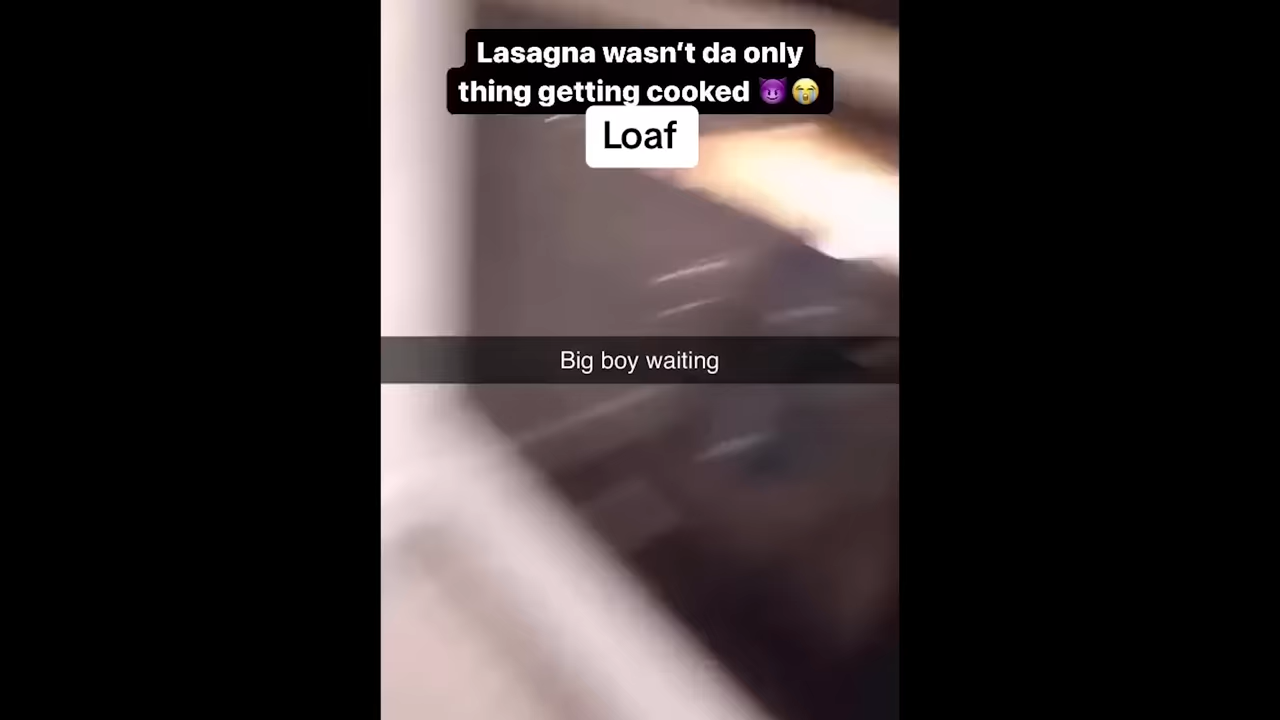 Lasagna wasn’t da only
thing getting cooked 😈😭
Loaf
Big boy waiting